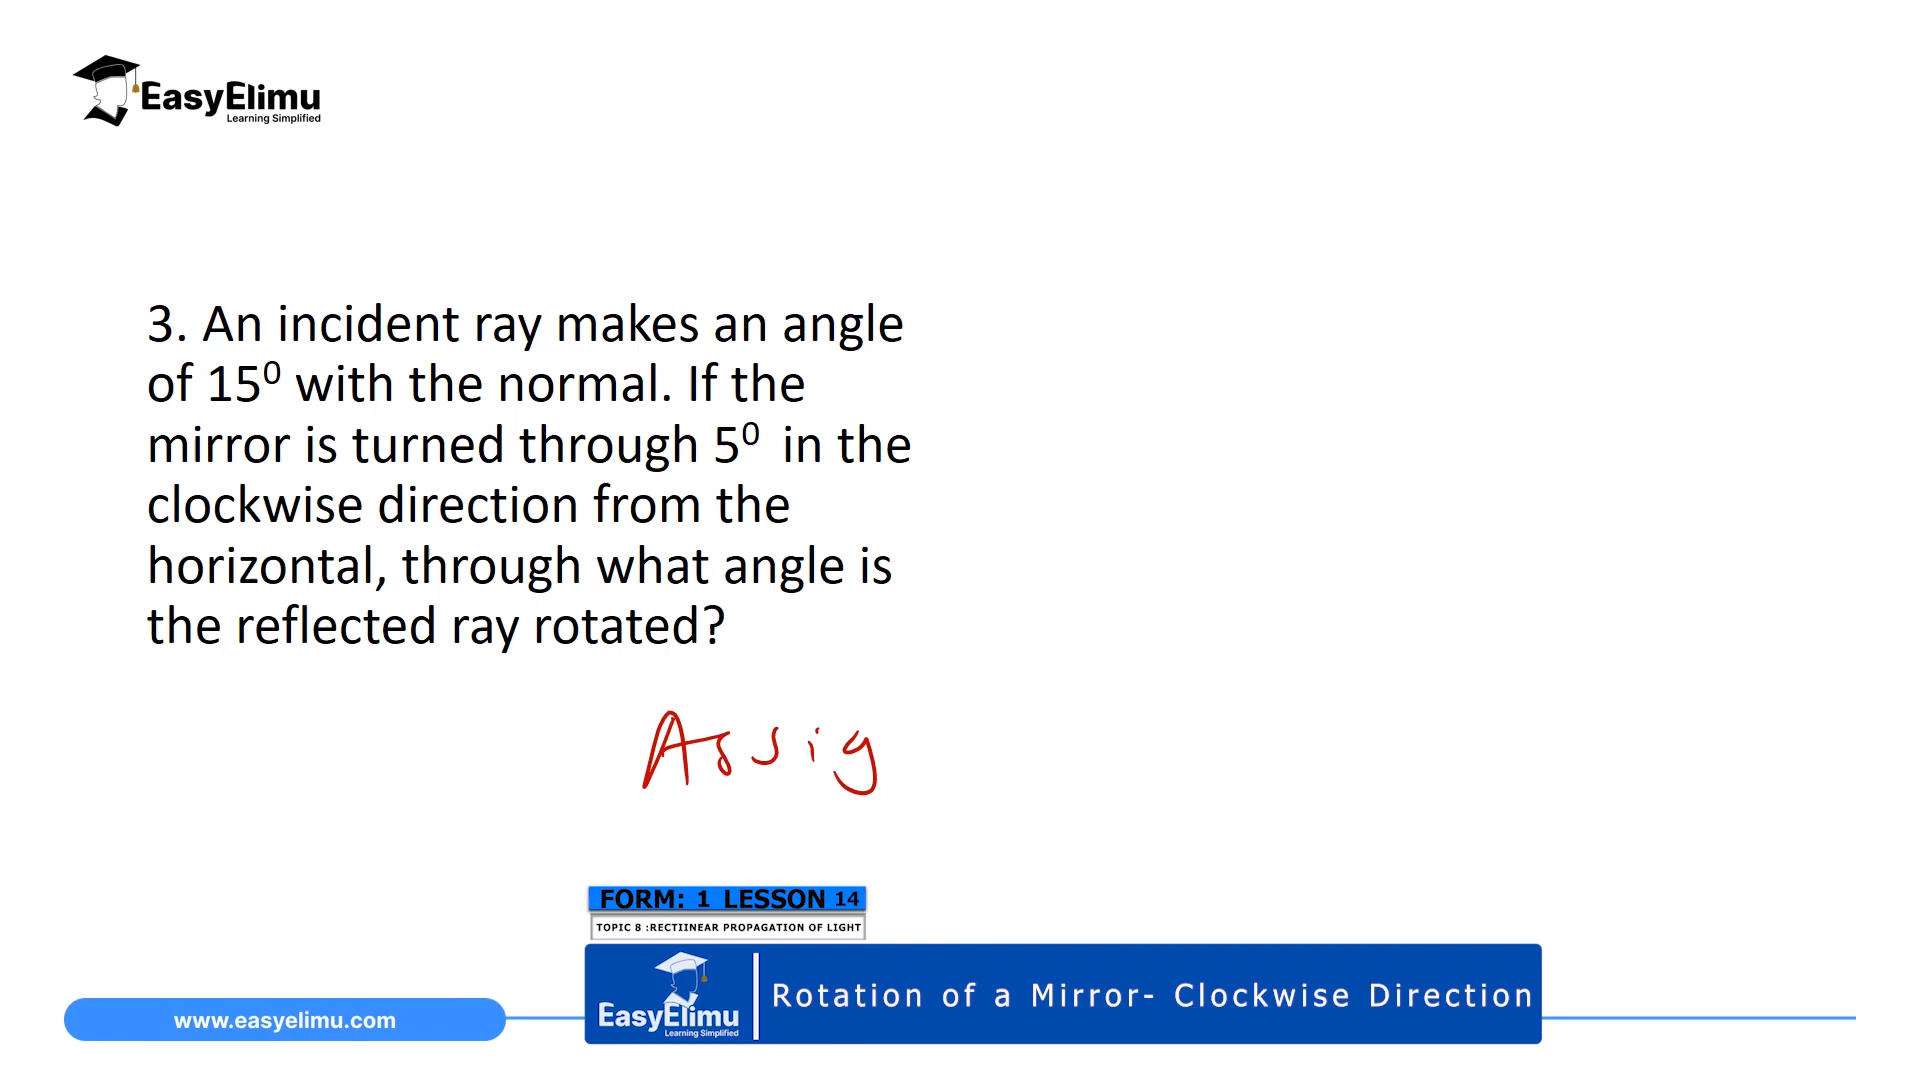 EasyElimu
Learning Simplified
3. An incident ray makes an angle
of 15⁰ with the normal. If the
mirror is turned through 5⁰ in the
clockwise direction from the
horizontal, through what angle is
the reflected ray rotated?
Assig
FORM: 1 LESSON 14
TOPIC 8 :RECTIINEAR PROPAGATION OF LIGHT
EasyElimu
Learning Simplified
Rotation of a Mirror- Clockwise Direction
www.easyelimu.com